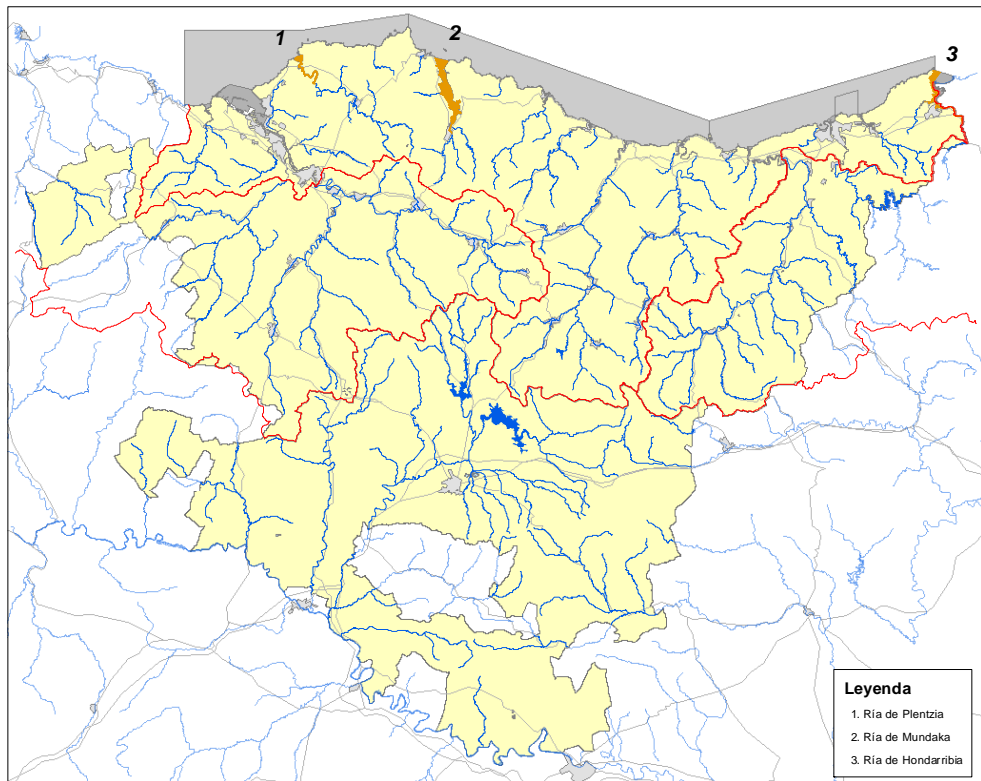 1
2
3
Leyenda
1. Ría de Plentzia
2. Ría de Mundaka
3. Ría de Hondarribia